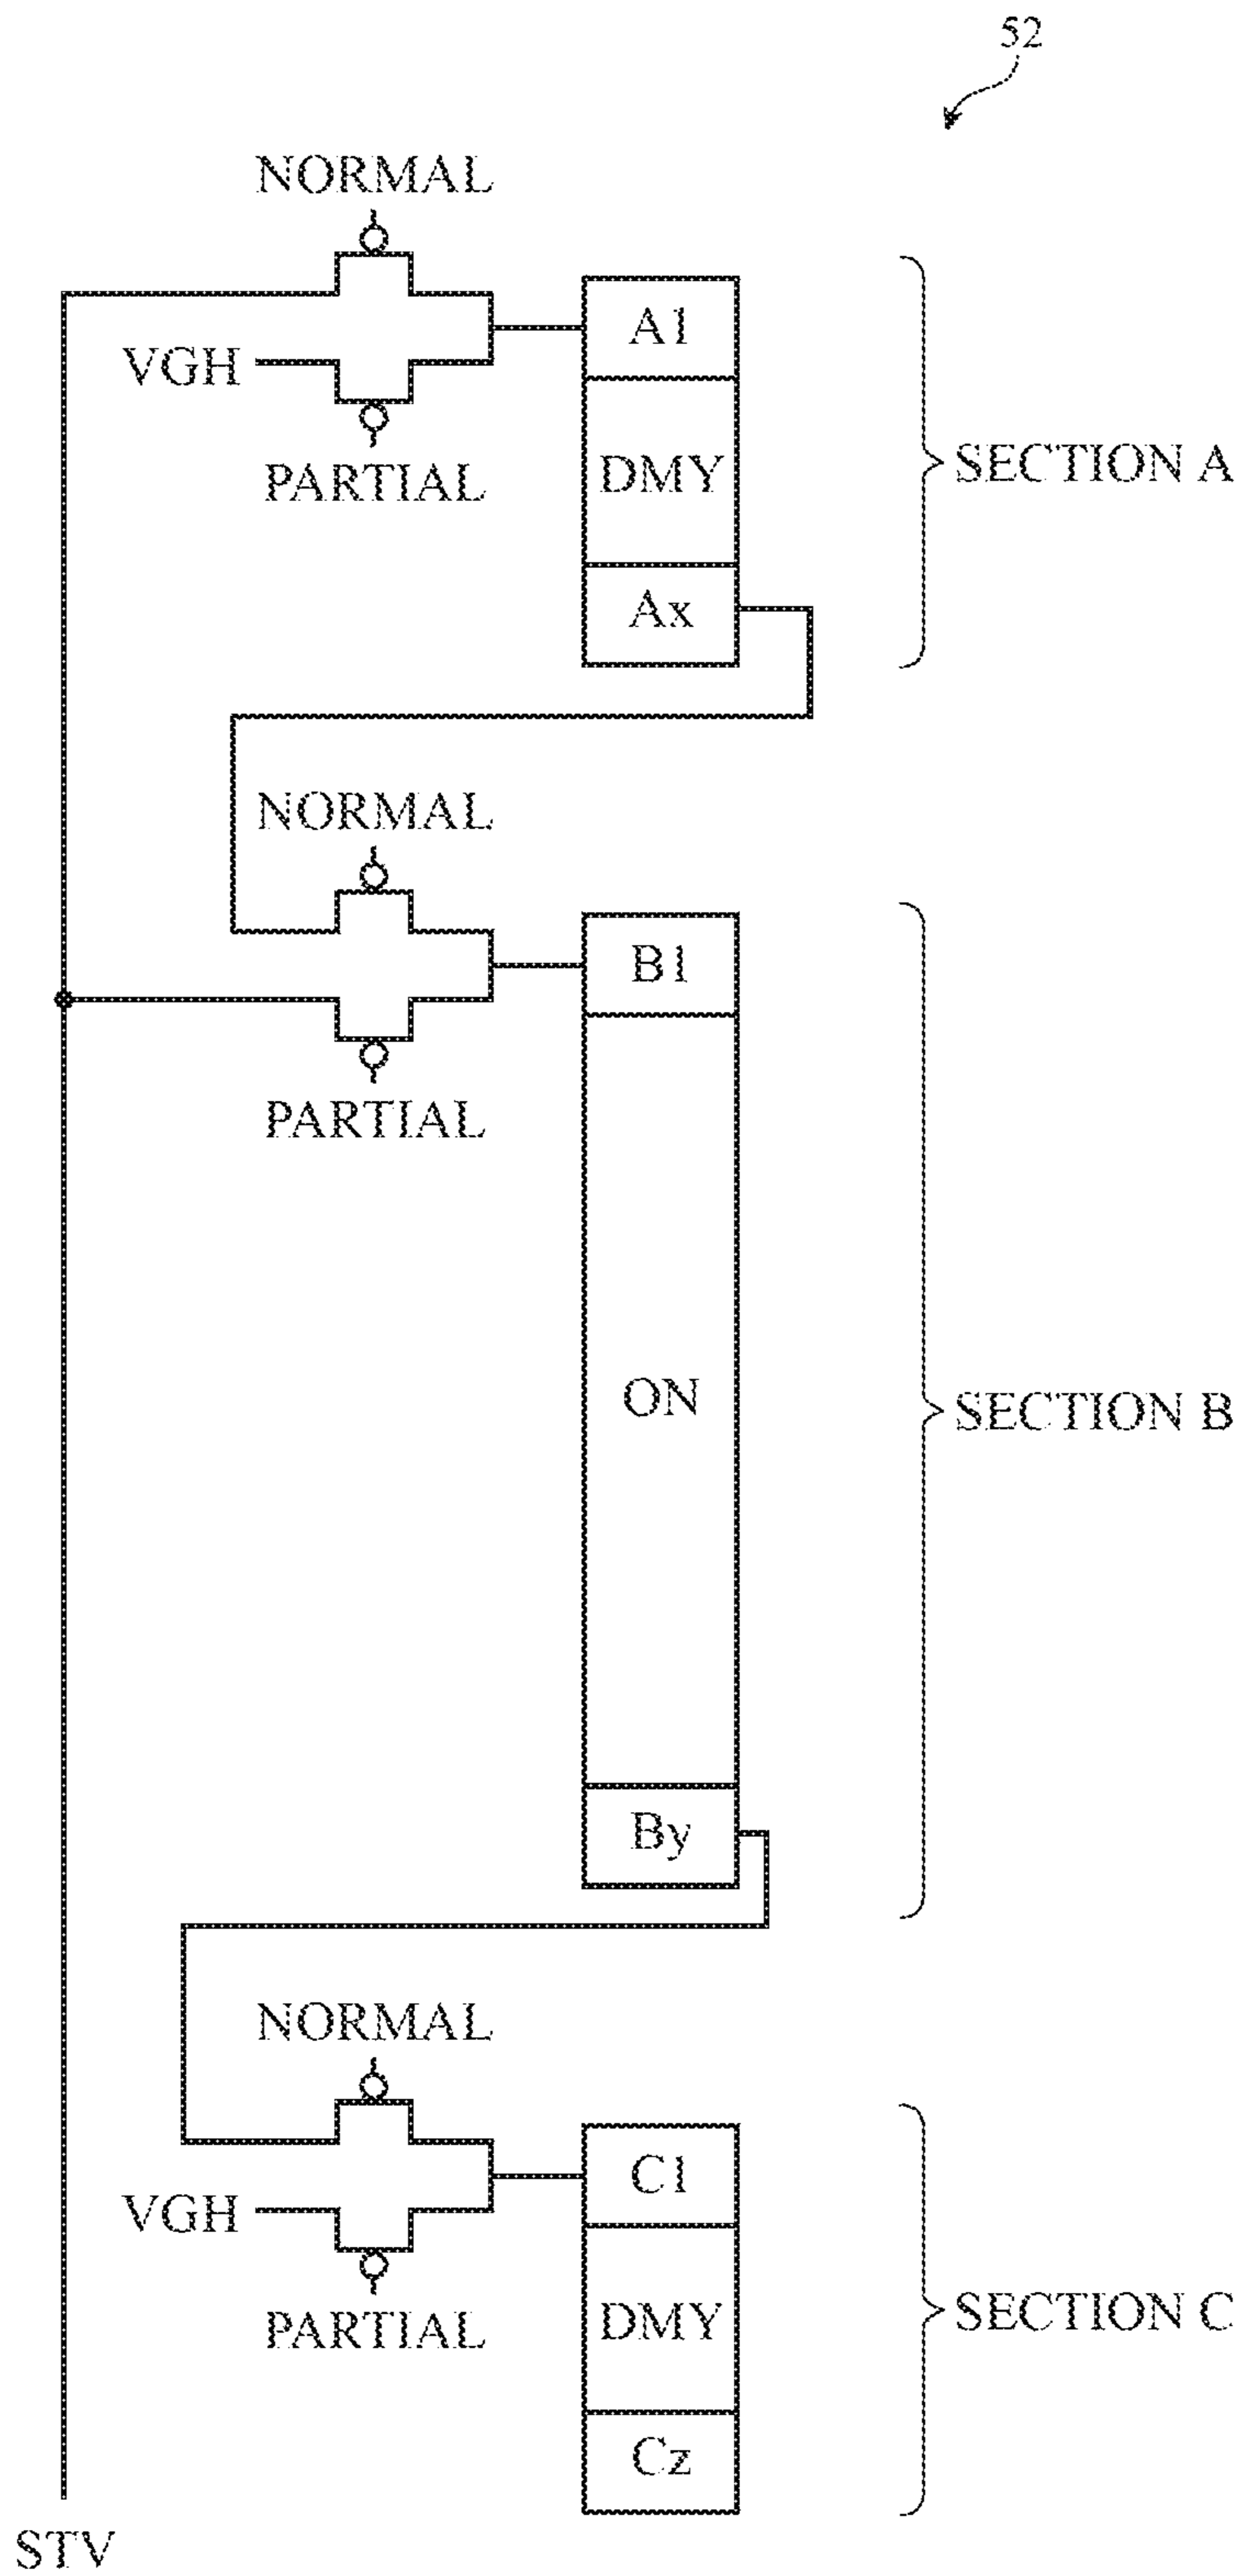 52
NORMAL
A1
VGH
DMY
SECTION A
PARTIAL
Ax
NORMAL
B1
PARTIAL
ON
SECTION B
By
NORMAL
C1
VGH
DMY
SECTION C
PARTIAL
Cz
STV